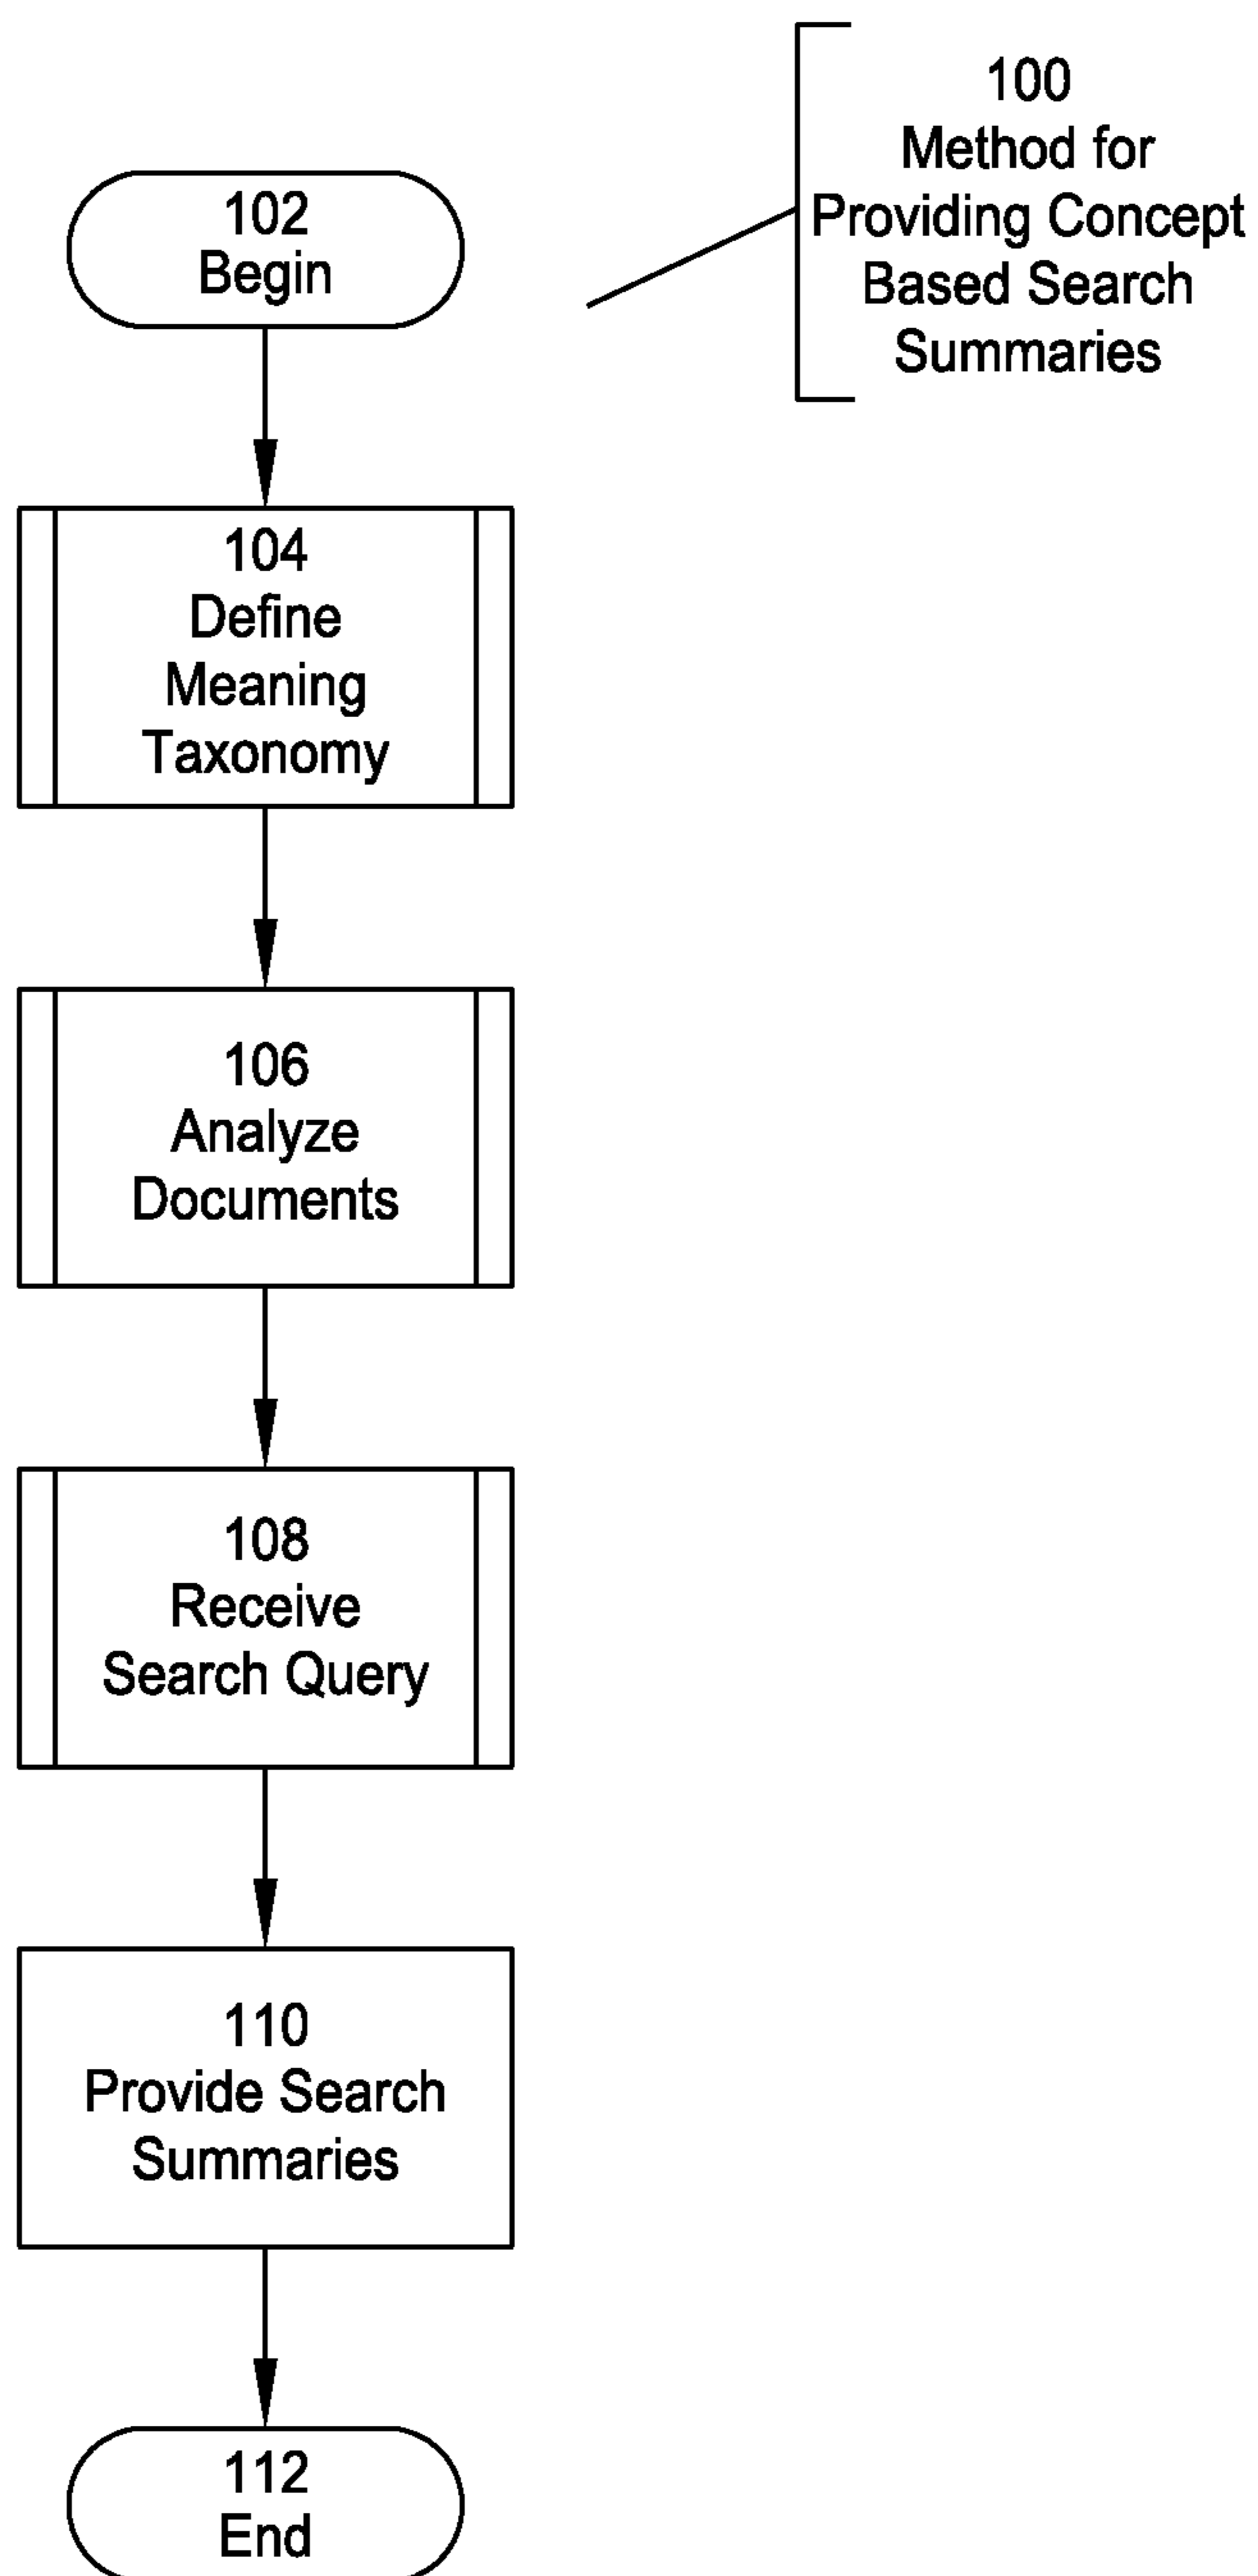 100
Method for
Providing Concept
Based Search
Summaries
102
Begin
104
Define
Meaning
Taxonomy
106
Analyze
Documents
108
Receive
Search Query
110
Provide Search
Summaries
112
End